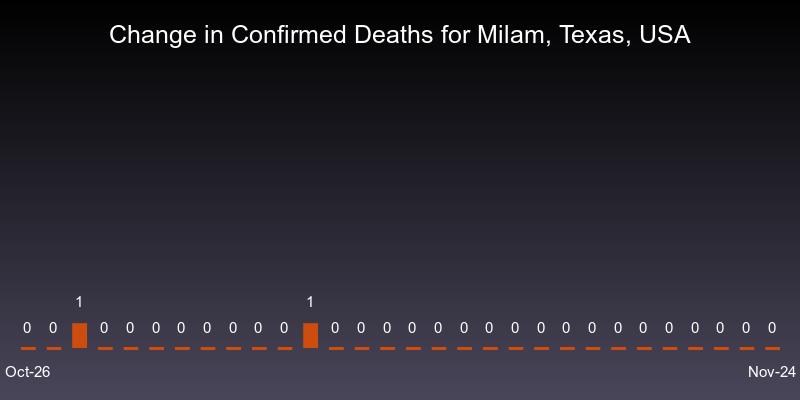 Change in Confirmed Deaths for Milam, Texas, USA
1 1
0 0 0 0 0 0 0 0 0 0 0 0 0 0 0 0 0 0 0 0 0 0 0 0 0 0 0 0
Oct-26 Nov-24